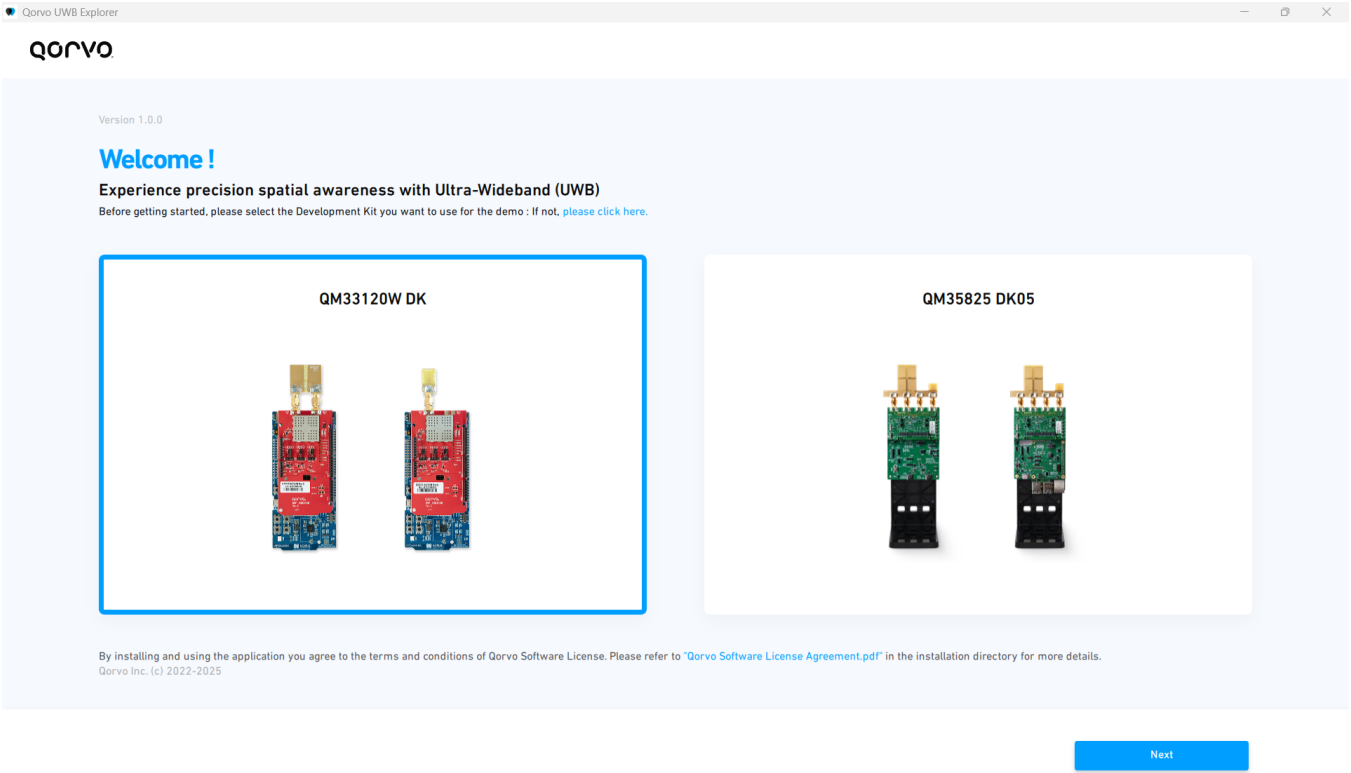 Qorvo UWB Explorer
QORVO
Version 1.0.0
Welcome !
Experience precision spatial awareness with Ultra-Wideband (UWB)
Before getting started, please select the Development Kit you want to use for the demo : If not, please click here.
QM33120W DK
QM35825 DK05
By installing and using the application you agree to the terms and conditions of Qorvo Software License. Please refer to "Qorvo Software License Agreement.pdf" in the installation directory for more details.
Qorvo Inc. (c) 2022-2025
Next